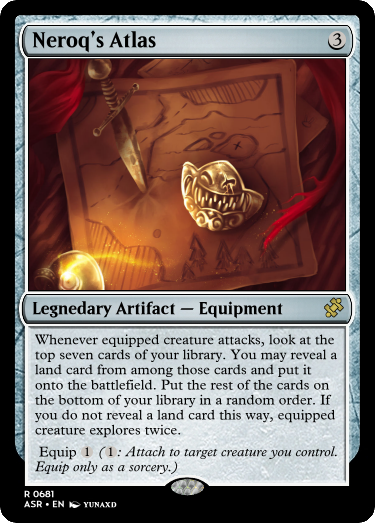 Neroq's Atlas 3
Legnedary Artifact — Equipment
Whenever equipped creature attacks, look at the
top seven cards of your library. You may reveal a
land card from among those cards and put it
onto the battlefield. Put the rest of the cards on
the bottom of your library in a random order. If
you do not reveal a land card this way, equipped
creature explores twice.
Equip 1 (1: Attach to target creature you control.
Equip only as a sorcery.)
R 0681
ASR • EN YUNAXD